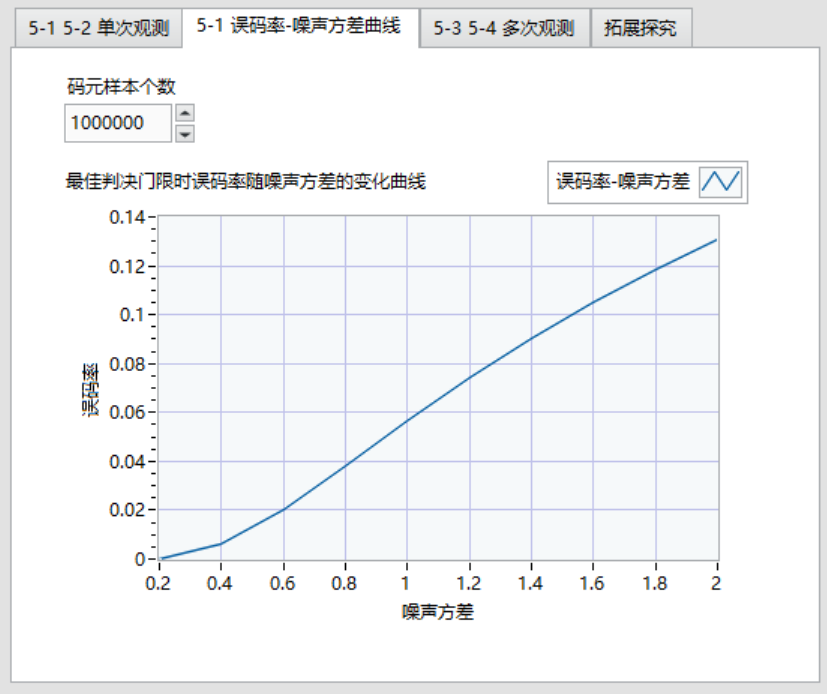 5-1 5-2 单次观测
5-1 误码率-噪声方差曲线
5-3 5-4 多次观测
拓展探究
码元样本个数
1000000
最佳判决门限时误码率随噪声方差的变化曲线
误码率-噪声方差
0.14
0.12
0.1
0.08
0.06
0.04
0.02
0
误码率
0.2 0.4 0.6 0.8 1 1.2 1.4 1.6 1.8 2
噪声方差